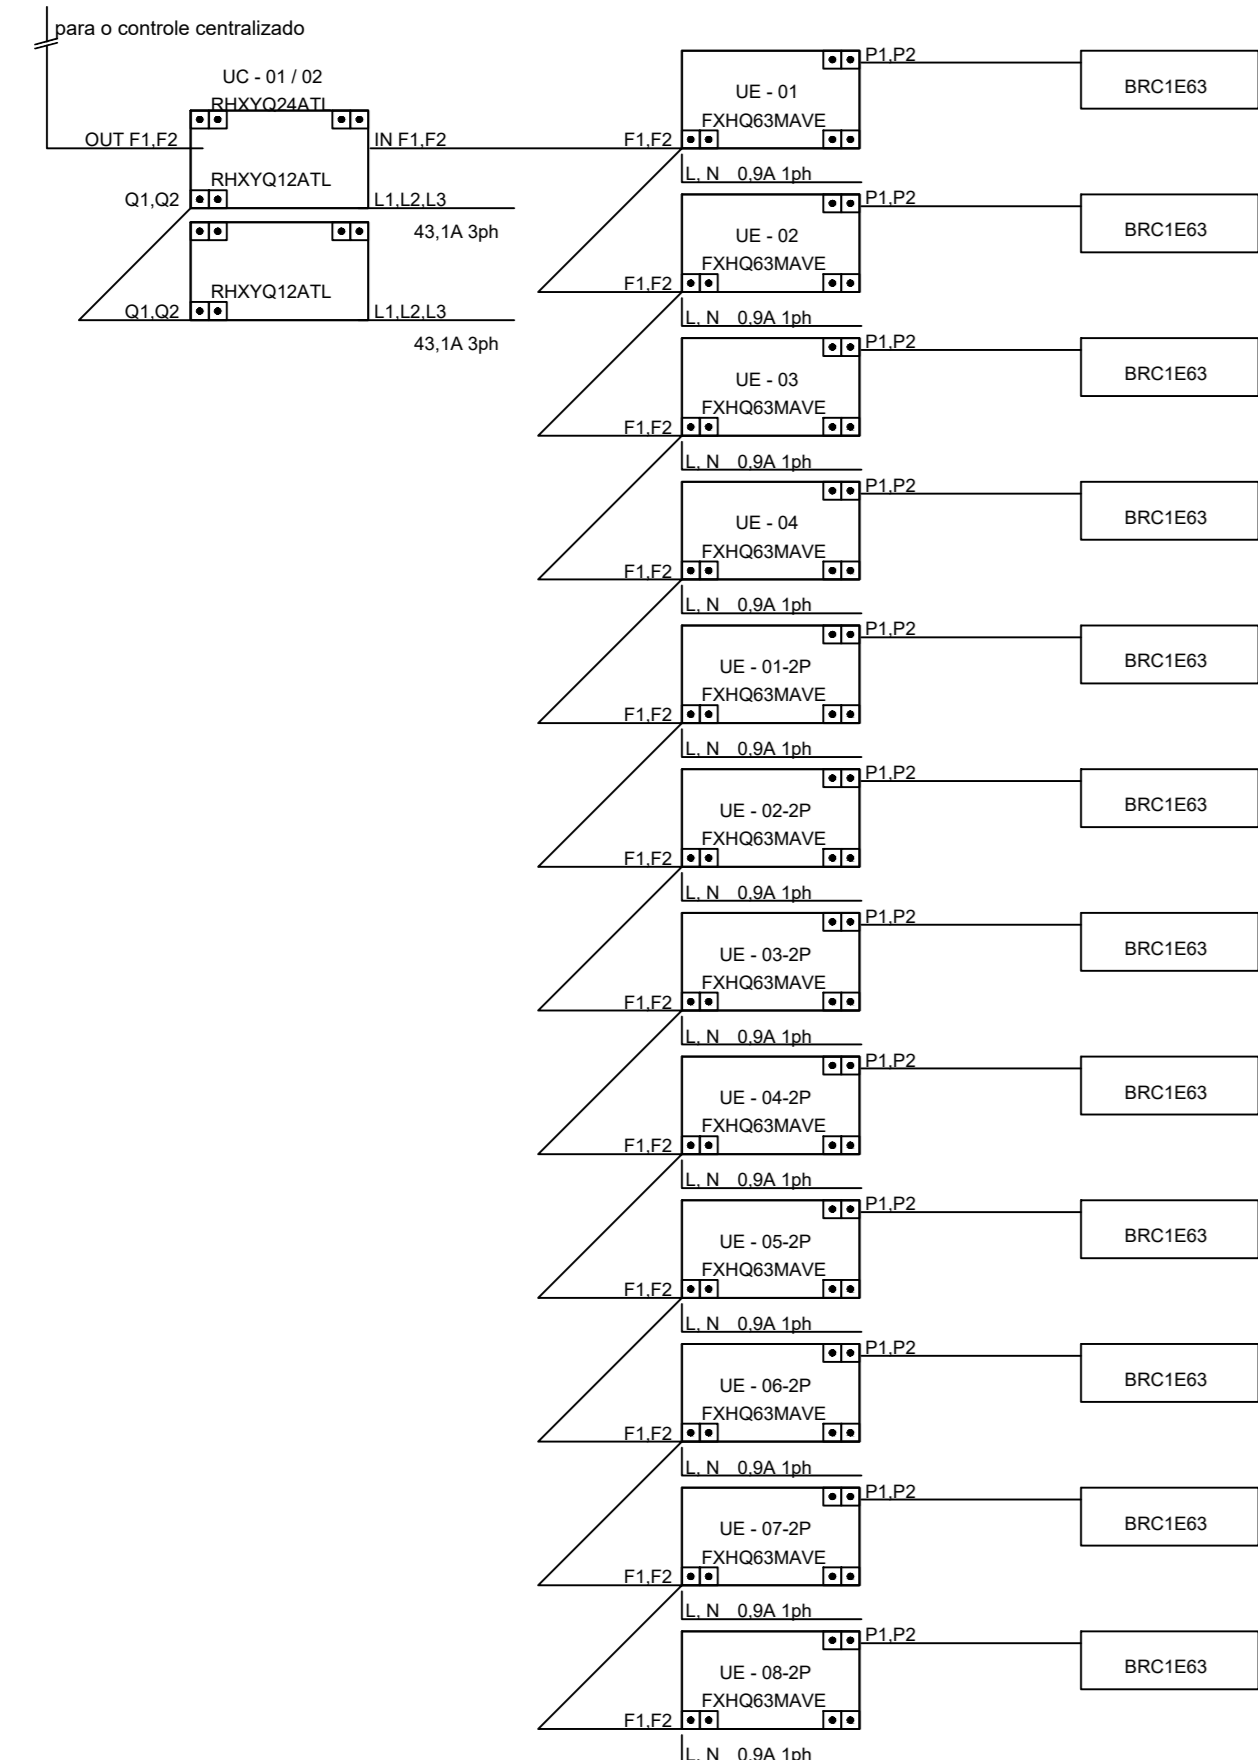 para o controle centralizado
UC - 01 / 02
RHXYQ24ATL
OUT F1,F2
IN F1,F2
RHXYQ12ATL
Q1,Q2
L1,L2,L3
43,1A 3ph
RHXYQ12ATL
Q1,Q2
L1,L2,L3
43,1A 3ph
P1,P2
BRC1E63
UE - 01
FXHQ63MAVE
F1,F2
L, N 0,9A 1ph
P1,P2
BRC1E63
UE - 02
FXHQ63MAVE
F1,F2
L, N 0,9A 1ph
P1,P2
BRC1E63
UE - 03
FXHQ63MAVE
F1,F2
L, N 0,9A 1ph
P1,P2
BRC1E63
UE - 04
FXHQ63MAVE
F1,F2
L, N 0,9A 1ph
P1,P2
BRC1E63
UE - 01-2P
FXHQ63MAVE
F1,F2
L, N 0,9A 1ph
P1,P2
BRC1E63
UE - 02-2P
FXHQ63MAVE
F1,F2
L, N 0,9A 1ph
P1,P2
BRC1E63
UE - 03-2P
FXHQ63MAVE
F1,F2
L, N 0,9A 1ph
P1,P2
BRC1E63
UE - 04-2P
FXHQ63MAVE
F1,F2
L, N 0,9A 1ph
P1,P2
BRC1E63
UE - 05-2P
FXHQ63MAVE
F1,F2
L, N 0,9A 1ph
P1,P2
BRC1E63
UE - 06-2P
FXHQ63MAVE
F1,F2
L, N 0,9A 1ph
P1,P2
BRC1E63
UE - 07-2P
FXHQ63MAVE
F1,F2
L, N 0,9A 1ph
P1,P2
BRC1E63
UE - 08-2P
FXHQ63MAVE
F1,F2
L, N 0,9A 1ph